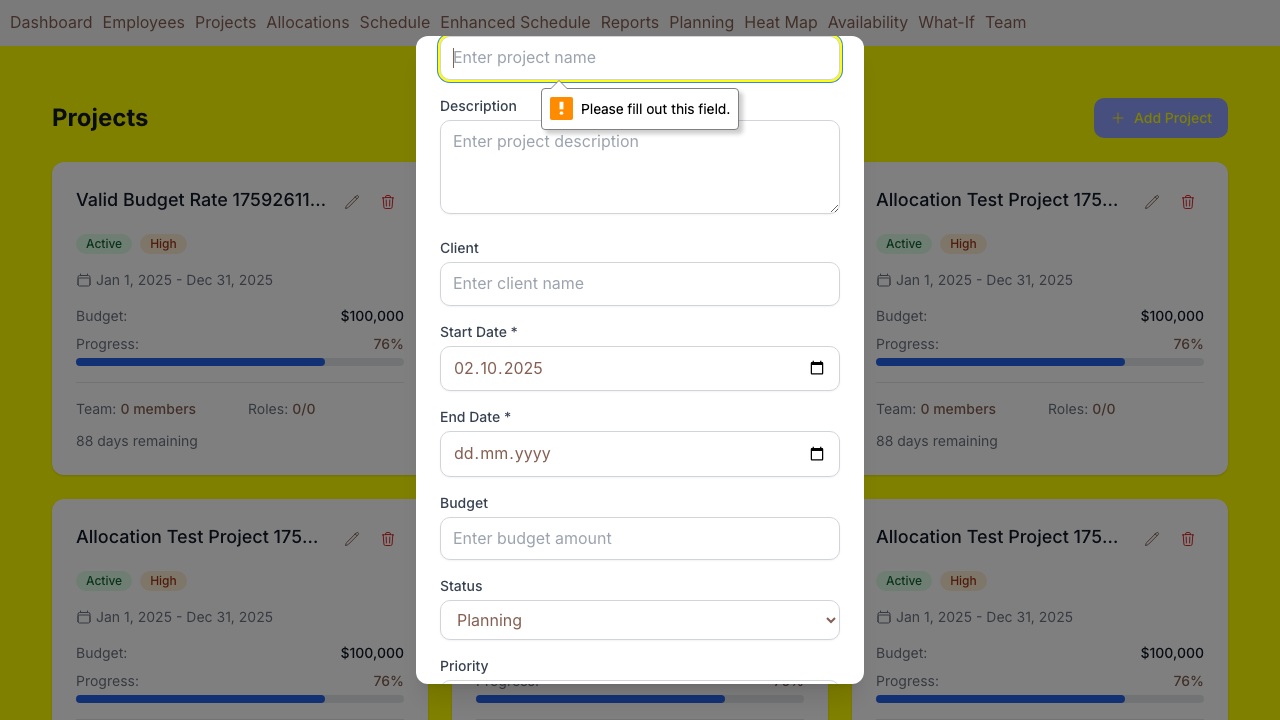 Dashboard Employees Projects Allocations Schedule Enhanced Schedule Reports Planning Heat Map Availability What-If Team
Projects
Add Project
Valid Budget Rate 17592611...
Active High
Jan 1, 2025 - Dec 31, 2025
Budget: $100,000
Progress: 76%
Team: 0 members Roles: 0/0
88 days remaining
Allocation Test Project 175...
Active High
Jan 1, 2025 - Dec 31, 2025
Budget: $100,000
Progress: 76%
Team: 0 members Roles: 0/0
88 days remaining
Allocation Test Project 175...
Active High
Jan 1, 2025 - Dec 31, 2025
Budget: $100,000
Progress: 76%
Allocation Test Project 175...
Active High
Jan 1, 2025 - Dec 31, 2025
Budget: $100,000
Progress: 76%
Enter project name
Please fill out this field.
Description
Enter project description
Client
Enter client name
Start Date *
02.10.2025
End Date *
dd.mm.yyyy
Budget
Enter budget amount
Status
Planning
Priority